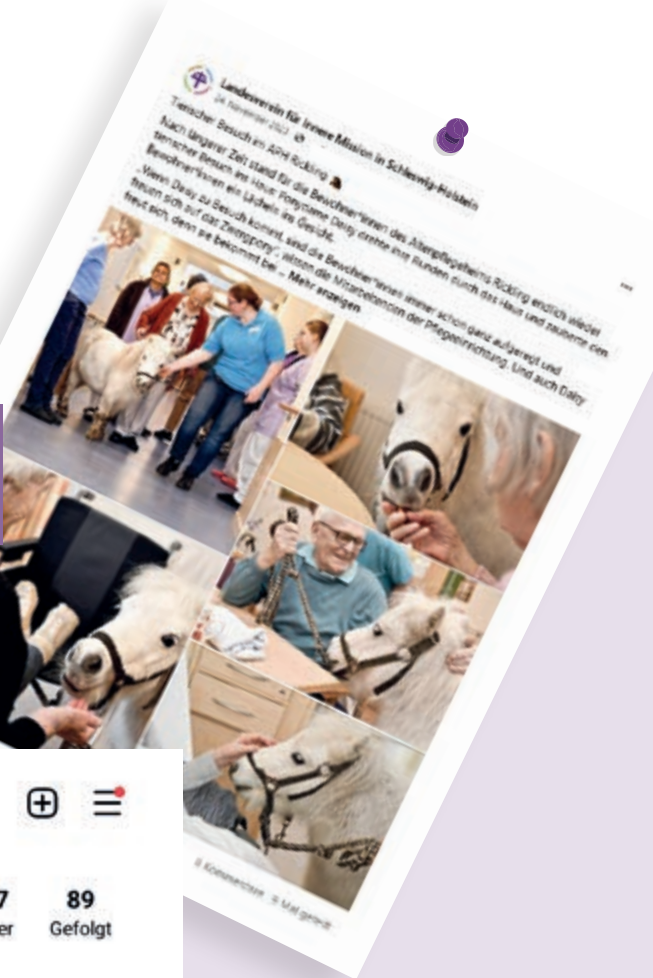 Landesverein für Innere Mission in Schleswig-Holstein
24. November 2023
Tierischer Besuch im APH Rickling
Nach längerer Zeit stand für die Bewohner*innen des Altenpflegeheims Rickling endlich wieder
tierischer Besuch ins Haus: Ponydame Daisy drehte ihre Runden durch das Haus und zauberte den
Bewohner*innen ein Lächeln ins Gesicht.
„Wenn Daisy zu Besuch kommt, sind die Bewohner*innen immer schon ganz aufgeregt und
freuen sich auf das Zwergpony“, wissen die Mitarbeitenden der Pflegeeinrichtung. Und auch Daisy
freut sich, denn sie bekommt bei ... Mehr anzeigen
Kommentare
Mal geteilt
7
89
er
Gefolgt